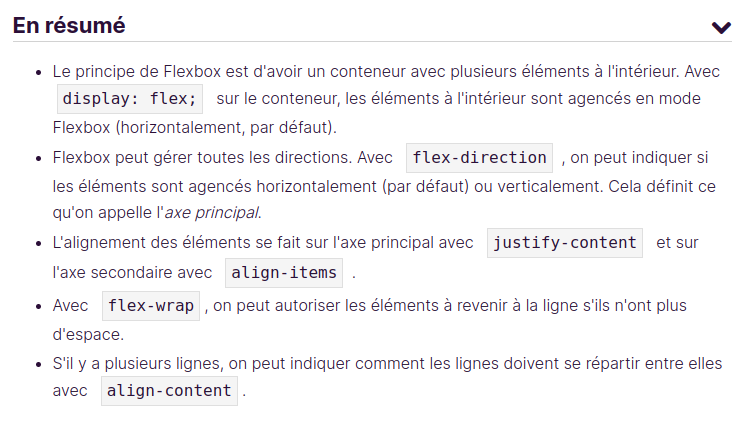 En résumé
• Le principe de Flexbox est d'avoir un conteneur avec plusieurs éléments à l'intérieur. Avec
display: flex; sur le conteneur, les éléments à l'intérieur sont agencés en mode
Flexbox (horizontalement, par défaut).
• Flexbox peut gérer toutes les directions. Avec flex-direction , on peut indiquer si
les éléments sont agencés horizontalement (par défaut) ou verticalement. Cela définit ce
qu'on appelle l'axe principal.
• L'alignement des éléments se fait sur l'axe principal avec justify-content et sur
l'axe secondaire avec align-items .
• Avec flex-wrap , on peut autoriser les éléments à revenir à la ligne s'ils n'ont plus
d'espace.
• S'il y a plusieurs lignes, on peut indiquer comment les lignes doivent se répartir entre elles
avec align-content .